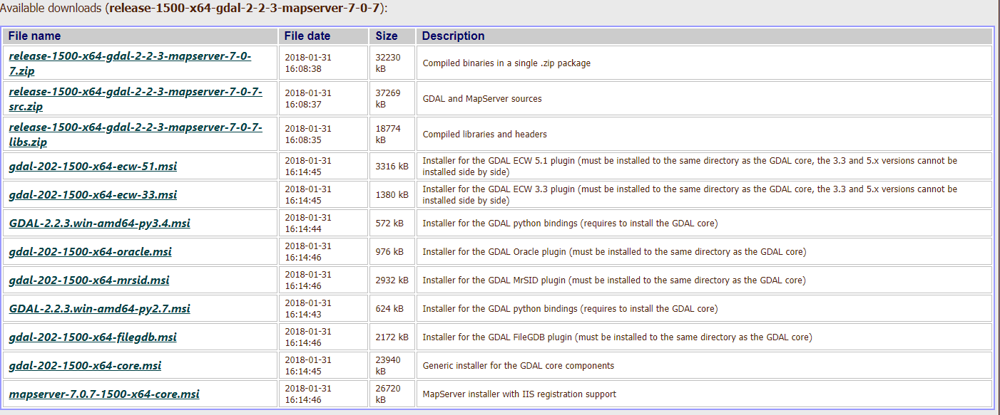 Available downloads (release-1500-x64-gdal-2-2-3-mapserver-7-0-7):
File name File date Size Description
release-1500-x64-gdal-2-2-3-mapserver-7-0-
7.zip
2018-01-31
16:08:38
32230
kB
Compiled binaries in a single .zip package
release-1500-x64-gdal-2-2-3-mapserver-7-0-7-
src.zip
2018-01-31
16:08:37
37269
kB
GDAL and MapServer sources
release-1500-x64-gdal-2-2-3-mapserver-7-0-7-
libs.zip
2018-01-31
16:08:35
18774
kB
Compiled libraries and headers
gdal-202-1500-x64-ecw-51.msi
2018-01-31
16:14:45
3316 kB
Installer for the GDAL ECW 5.1 plugin (must be installed to the same directory as the GDAL core, the 3.3 and 5.x versions cannot be
installed side by side)
gdal-202-1500-x64-ecw-33.msi
2018-01-31
16:14:45
1380 kB
Installer for the GDAL ECW 3.3 plugin (must be installed to the same directory as the GDAL core, the 3.3 and 5.x versions cannot be
installed side by side)
GDAL-2.2.3.win-amd64-py3.4.msi
2018-01-31
16:14:44
572 kB
Installer for the GDAL python bindings (requires to install the GDAL core)
gdal-202-1500-x64-oracle.msi
2018-01-31
16:14:46
976 kB
Installer for the GDAL Oracle plugin (must be installed to the same directory as the GDAL core)
gdal-202-1500-x64-mrsid.msi
2018-01-31
16:14:46
2932 kB
Installer for the GDAL MrSID plugin (must be installed to the same directory as the GDAL core)
GDAL-2.2.3.win-amd64-py2.7.msi
2018-01-31
16:14:43
624 kB
Installer for the GDAL python bindings (requires to install the GDAL core)
gdal-202-1500-x64-filegdb.msi
2018-01-31
16:14:46
2172 kB
Installer for the GDAL FileGDB plugin (must be installed to the same directory as the GDAL core)
gdal-202-1500-x64-core.msi
2018-01-31
16:14:45
23940
kB
Generic installer for the GDAL core components
mapserver-7.0.7-1500-x64-core.msi
2018-01-31
16:14:46
26720
kB
MapServer installer with IIS registration support